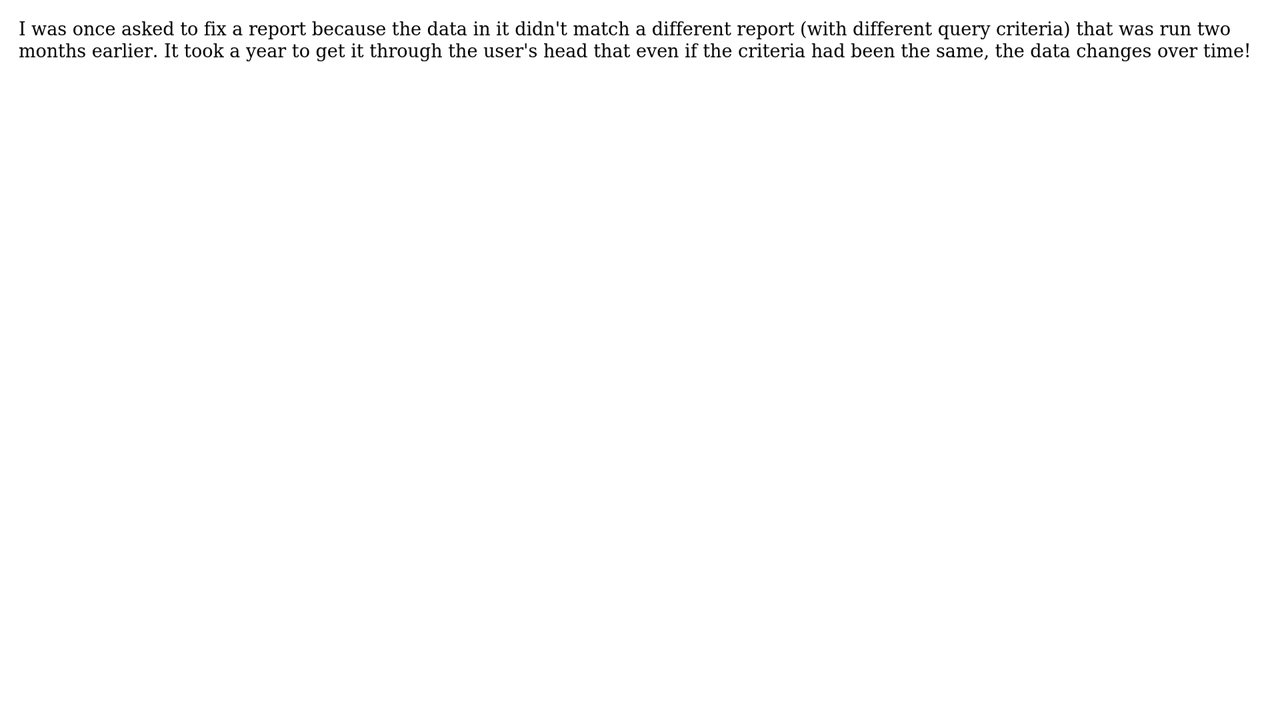 I was once asked to fix a report because the data in it didn't match a different report (with different query criteria) that was run two
months earlier. It took a year to get it through the user's head that even if the criteria had been the same, the data changes over time!